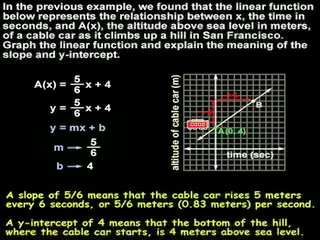 In the previous example, we found that the linear function
below represents the relationship between x, the time in
seconds, and A(x), the altitude above sea level in meters,
of a cable car as it climbs up a hill in San Francisco.
Graph the linear function and explain the meaning of the
slope and y-intercept.
A(x) = 5/6 x + 4
y = 5/6 x + 4
y = mx + b
m → 5/6
b → 4
altitude of cable car (m)
B
A (0, 4)
time (sec)
A slope of 5/6 means that the cable car rises 5 meters
every 6 seconds, or 5/6 meters (0.83 meters) per second.
A y-intercept of 4 means that the bottom of the hill,
where the cable car starts, is 4 meters above sea level.